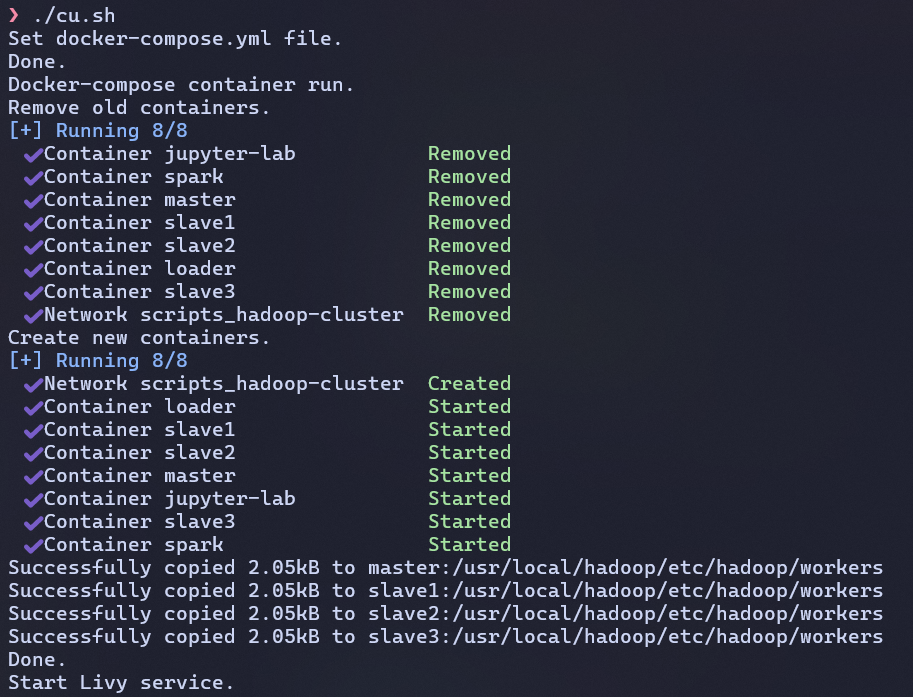 ❯ ./cu.sh
Set docker-compose.yml file.
Done.
Docker-compose container run.
Remove old containers.
[+] Running 8/8
✔Container jupyter-lab Removed
✔Container spark Removed
✔Container master Removed
✔Container slave1 Removed
✔Container slave2 Removed
✔Container loader Removed
✔Container slave3 Removed
✔Network scripts_hadoop-cluster Removed
Create new containers.
[+] Running 8/8
✔Network scripts_hadoop-cluster Created
✔Container loader Started
✔Container slave1 Started
✔Container slave2 Started
✔Container master Started
✔Container jupyter-lab Started
✔Container slave3 Started
✔Container spark Started
Successfully copied 2.05kB to master:/usr/local/hadoop/etc/hadoop/workers
Successfully copied 2.05kB to slave1:/usr/local/hadoop/etc/hadoop/workers
Successfully copied 2.05kB to slave2:/usr/local/hadoop/etc/hadoop/workers
Successfully copied 2.05kB to slave3:/usr/local/hadoop/etc/hadoop/workers
Done.
Start Livy service.